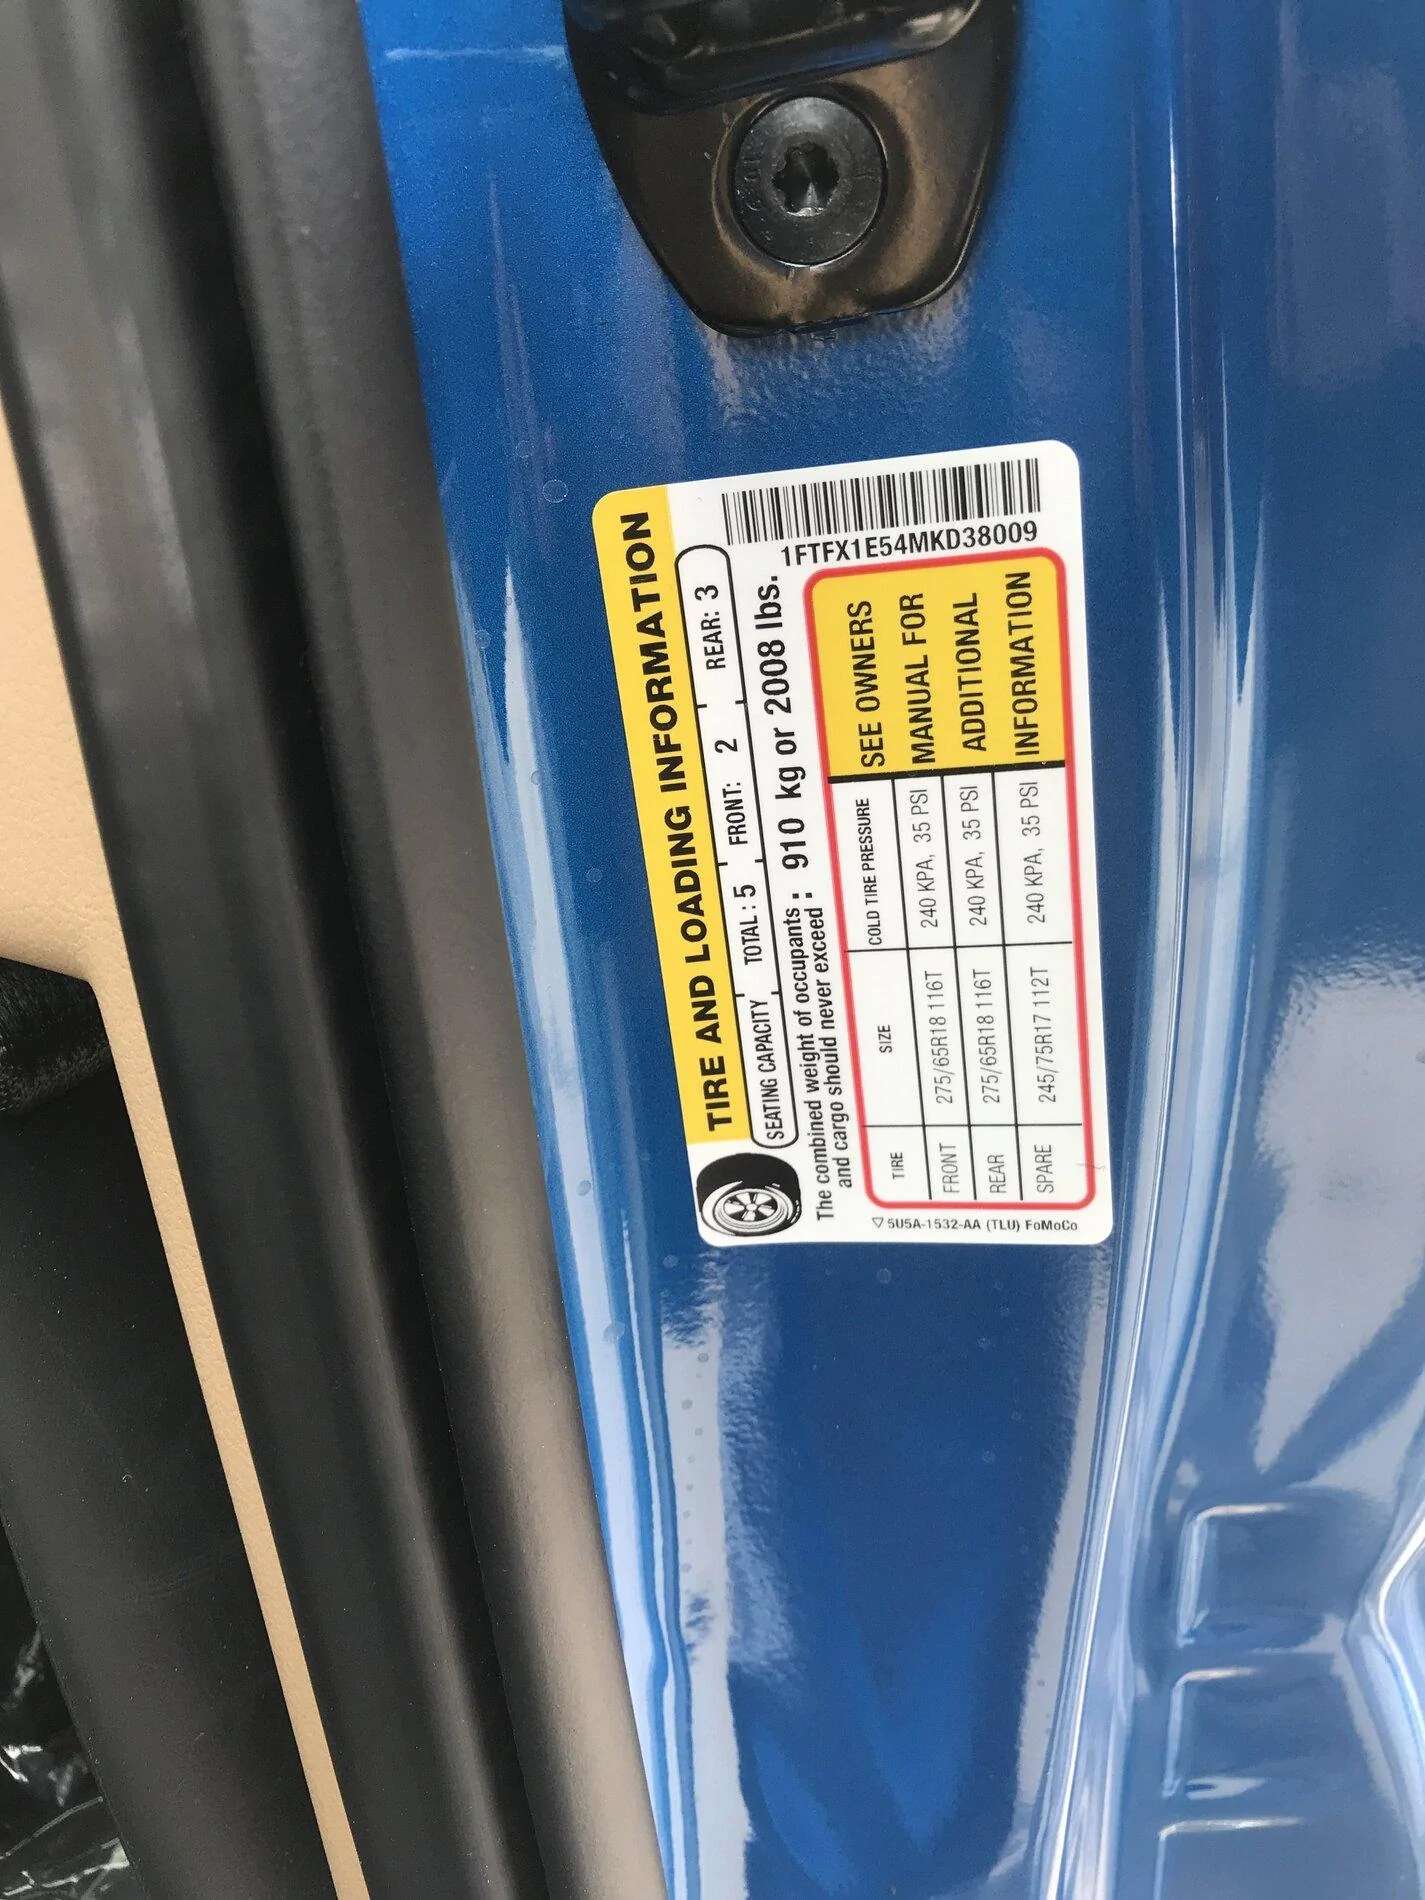 1FTFX1E54MKD38009
TIRE AND LOADING INFORMATION
SEATING CAPACITY TOTAL : 5 FRONT: 2 REAR: 3
The combined weight of occupants : 910 kg or 2008 lbs.
and cargo should never exceed :
TIRE SIZE COLD TIRE PRESSURE
FRONT 275/65R18 116T 240 KPA, 35 PSI
REAR 275/65R18 116T 240 KPA, 35 PSI
SPARE 245/75R17 112T 240 KPA, 35 PSI
SEE OWNERS
MANUAL FOR
ADDITIONAL
INFORMATION
5U5A-1532-AA (TLU) FoMoCo